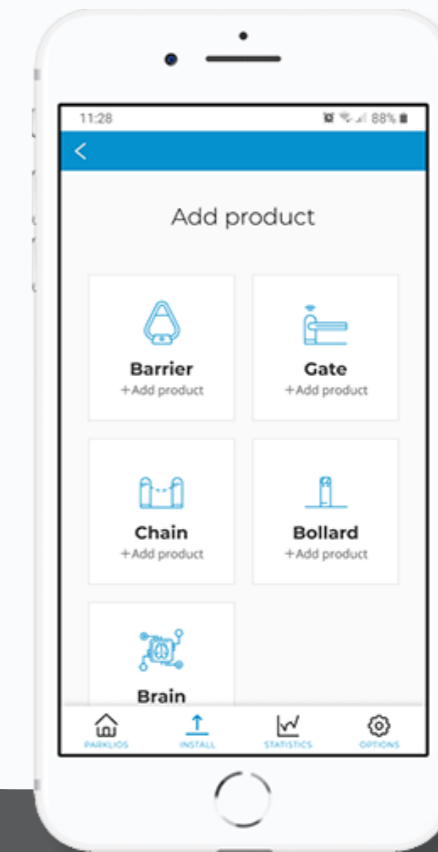 11:28 88%
<
Add product
Barrier Gate
+Add product +Add product
Chain Bollard
+Add product +Add product
Brain
PARKLIOS INSTALL STATISTICS OPTIONS